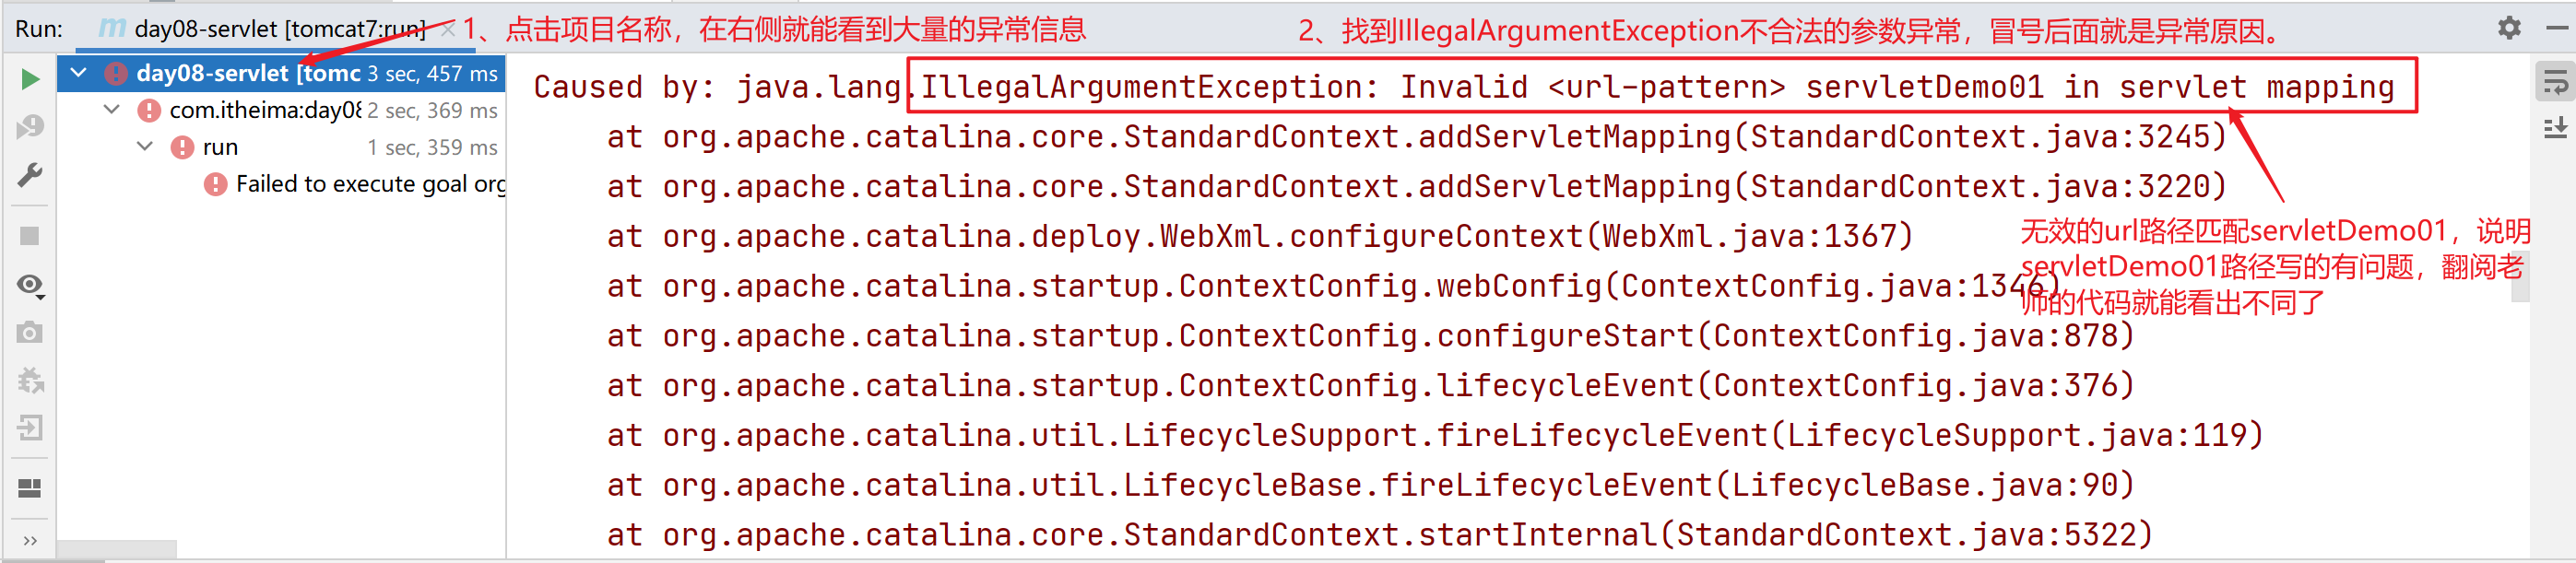 Run: day08-servlet [tomcat7:run] × 1、点击项目名称，在右侧就能看到大量的异常信息 2、找到IllegalArgumentException不合法的参数异常，冒号后面就是异常原因。
day08-servlet [tomc 3 sec, 457 ms
com.itheima:day08 2 sec, 369 ms
run 1 sec, 359 ms
Failed to execute goal org
Caused by: java.lang.IllegalArgumentException: Invalid <url-pattern> servletDemo01 in servlet mapping
at org.apache.catalina.core.StandardContext.addServletMapping(StandardContext.java:3245)
at org.apache.catalina.core.StandardContext.addServletMapping(StandardContext.java:3220)
at org.apache.catalina.deploy.WebXml.configureContext(WebXml.java:1367)
at org.apache.catalina.startup.ContextConfig.webConfig(ContextConfig.java:1346)
at org.apache.catalina.startup.ContextConfig.configureStart(ContextConfig.java:878)
at org.apache.catalina.startup.ContextConfig.lifecycleEvent(ContextConfig.java:376)
at org.apache.catalina.util.LifecycleSupport.fireLifecycleEvent(LifecycleSupport.java:119)
at org.apache.catalina.util.LifecycleBase.fireLifecycleEvent(LifecycleBase.java:90)
at org.apache.catalina.core.StandardContext.startInternal(StandardContext.java:5322)
无效的url路径匹配servletDemo01，说明
servletDemo01路径写的有问题，翻阅老
师的代码就能看出不同了